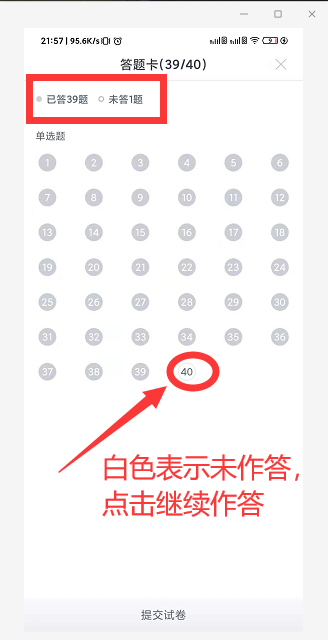 21:57 | 95.6K/s
答题卡(39/40)
已答39题 未答1题
单选题
1 2 3 4 5 6
7 8 9 10 11 12
13 14 15 16 17 18
19 20 21 22 23 24
25 26 27 28 29 30
31 32 33 34 35 36
37 38 39 40
白色表示未作答，
点击继续作答
提交试卷